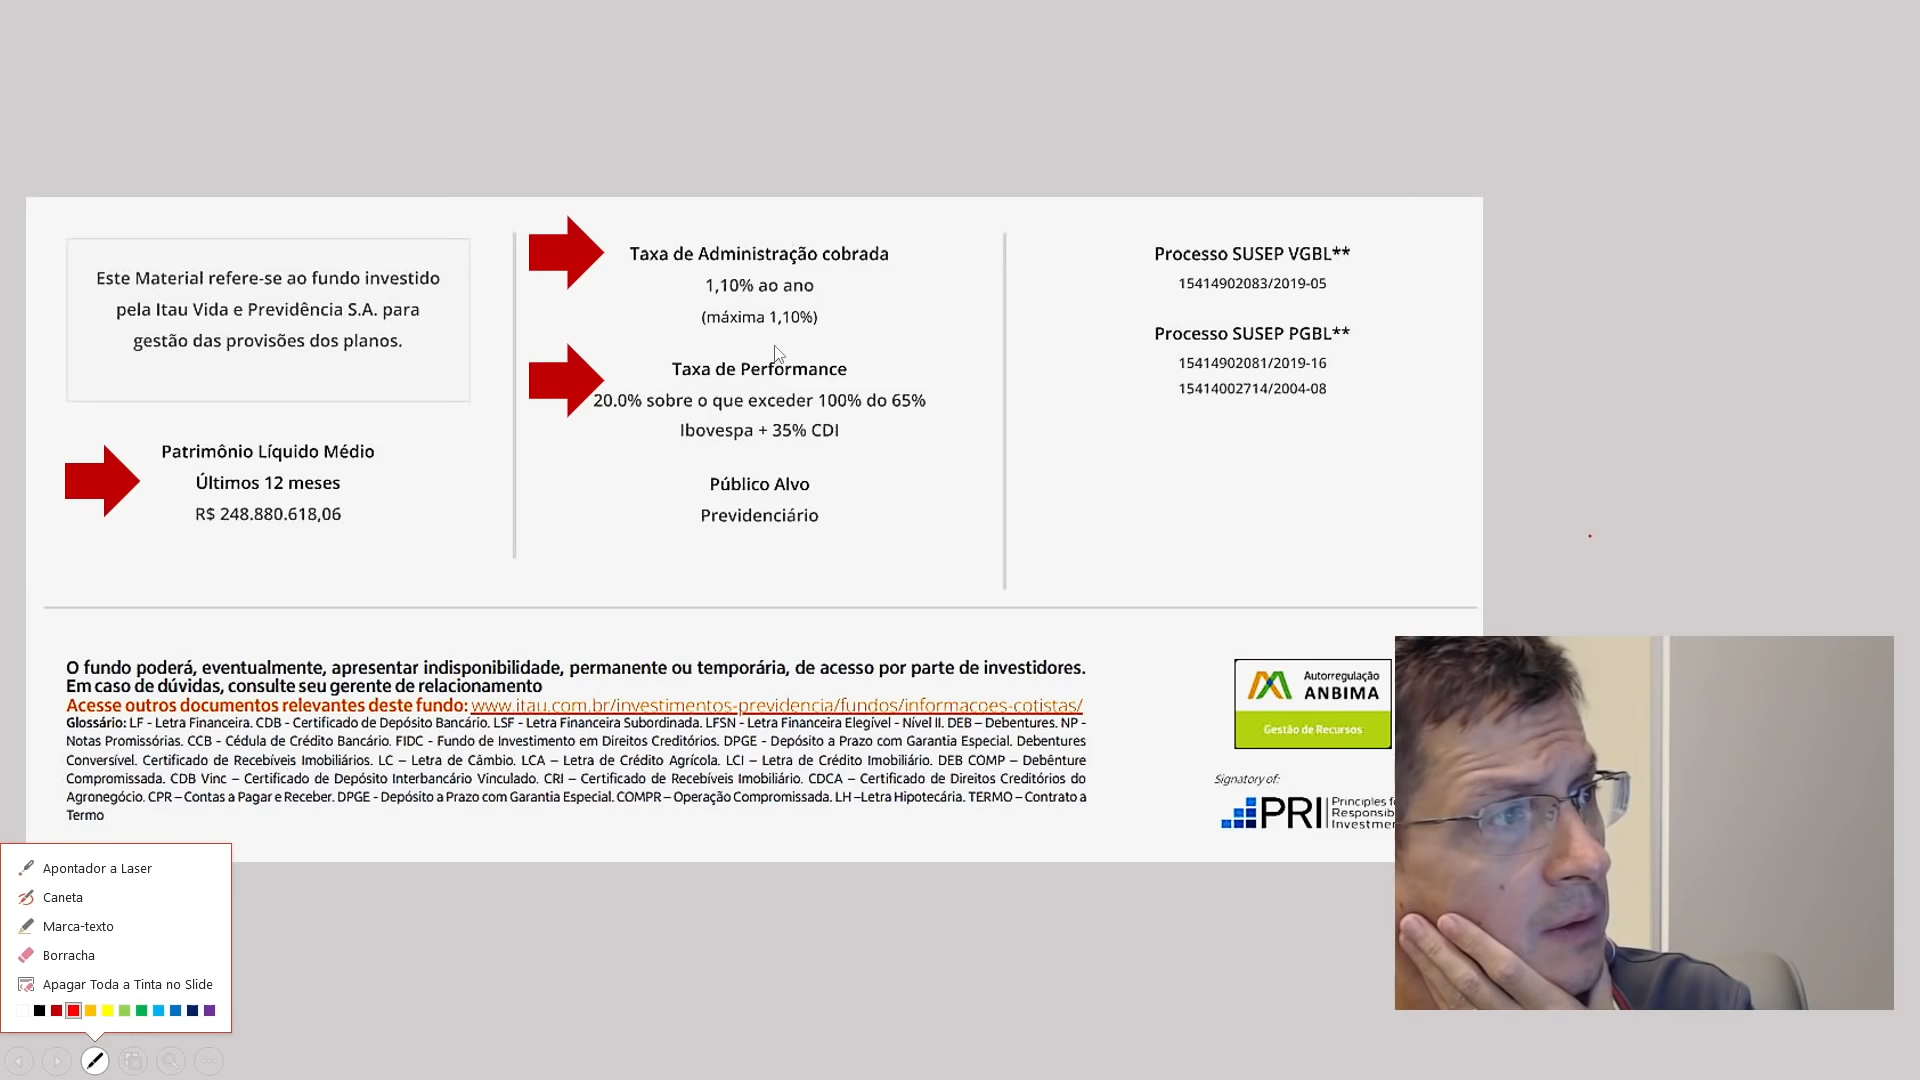 Este Material refere-se ao fundo investido
pela Itau Vida e Previdência S.A. para
gestão das provisões dos planos.
Patrimônio Líquido Médio
Últimos 12 meses
R$ 248.880.618,06
Taxa de Administração cobrada
1,10% ao ano
(máxima 1,10%)
Taxa de Performance
20.0% sobre o que exceder 100% do 65%
Ibovespa + 35% CDI
Público Alvo
Previdenciário
Processo SUSEP VGBL**
15414902083/2019-05
Processo SUSEP PGBL**
15414902081/2019-16
15414002714/2004-08
O fundo poderá, eventualmente, apresentar indisponibilidade, permanente ou temporária, de acesso por parte de investidores.
Em caso de dúvidas, consulte seu gerente de relacionamento
Acesse outros documentos relevantes deste fundo: www.itau.com.br/investimentos-previdencia/fundos/informacoes-cotistas/
Glossário: LF - Letra Financeira. CDB - Certificado de Depósito Bancário. LSF - Letra Financeira Subordinada. LFSN - Letra Financeira Elegível - Nível II. DEB – Debentures. NP -
Notas Promissórias. CCB - Cédula de Crédito Bancário. FIDC - Fundo de Investimento em Direitos Creditórios. DPGE - Depósito a Prazo com Garantia Especial. Debentures
Conversível. Certificado de Recebíveis Imobiliários. LC – Letra de Câmbio. LCA – Letra de Crédito Agrícola. LCI – Letra de Crédito Imobiliário. DEB COMP – Debênture
Compromissada. CDB Vinc – Certificado de Depósito Interbancário Vinculado. CRI – Certificado de Recebíveis Imobiliário. CDCA – Certificado de Direitos Creditórios do
Agronegócio. CPR – Contas a Pagar e Receber. DPGE - Depósito a Prazo com Garantia Especial. COMPR – Operação Compromissada. LH –Letra Hipotecária. TERMO – Contrato a
Termo
Autorregulação
ANBIMA
Gestão de Recursos
Signatory of:
PRI
Principles f
Responsib
Investmer
Apontador a Laser
Caneta
Marca-texto
Borracha
Apagar Toda a Tinta no Slide